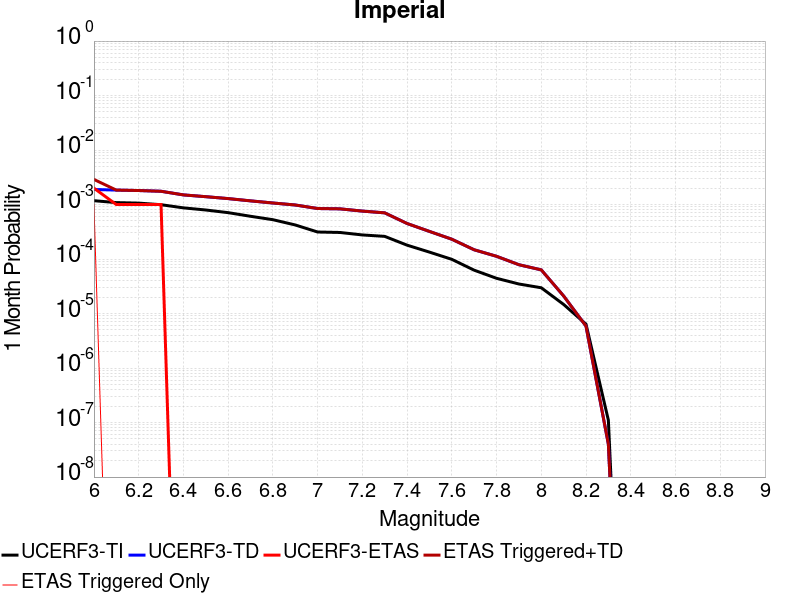 Imperial
10^0
10^-1
10^-2
10^-3
10^-4
10^-5
10^-6
10^-7
10^-8
1 Month Probability
6 6.2 6.4 6.6 6.8 7 7.2 7.4 7.6 7.8 8 8.2 8.4 8.6 8.8 9
Magnitude
UCERF3-TI UCERF3-TD UCERF3-ETAS ETAS Triggered+TD
ETAS Triggered Only